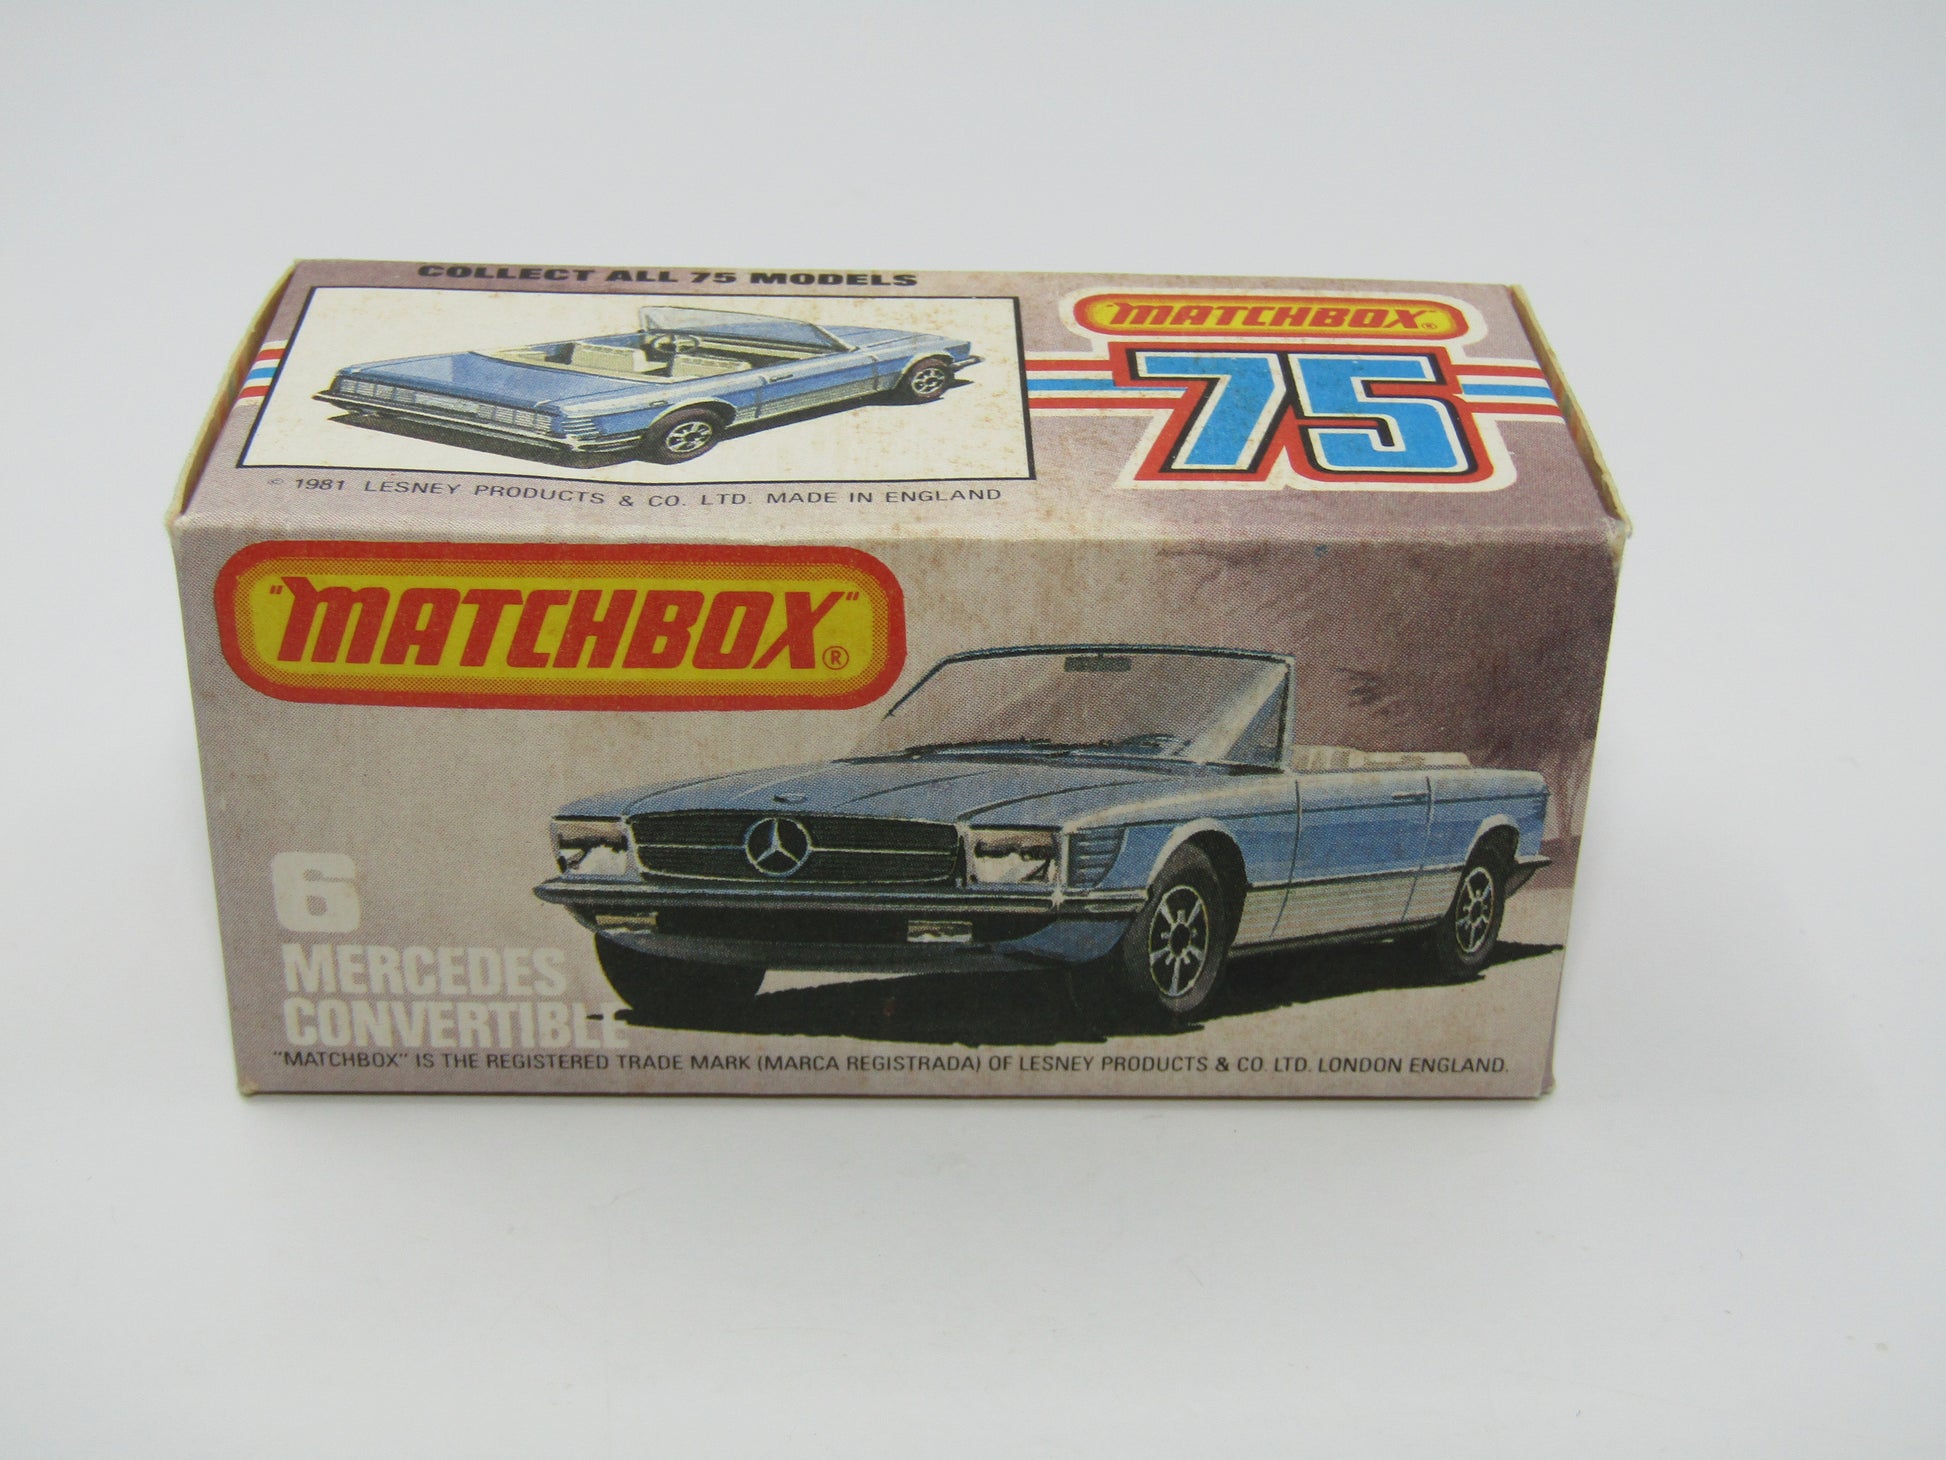 COLLECT ALL 75 MODELS
"MATCHBOX"®
75
© 1981 LESNEY PRODUCTS & CO. LTD. MADE IN ENGLAND
"MATCHBOX"®
6
MERCEDES
CONVERTIBLE
"MATCHBOX" IS THE REGISTERED TRADE MARK (MARCA REGISTRADA) OF LESNEY PRODUCTS & CO. LTD. LONDON ENGLAND.